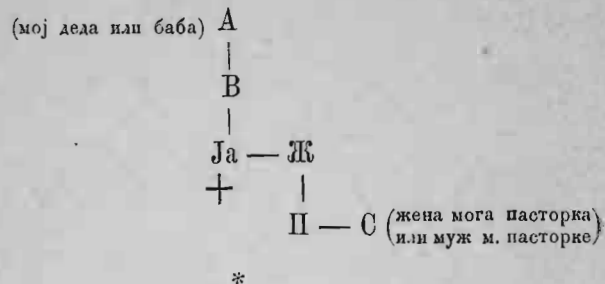 (мој деда или баба) А
В
Ја — Ж
+
П — С (жена мога пасторка
или муж м. пасторке)
*